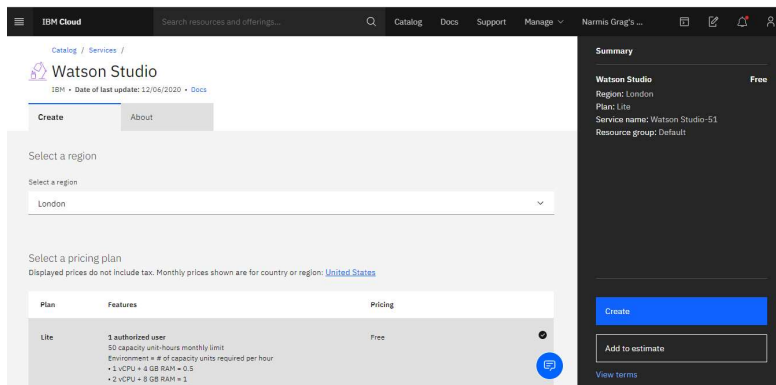 IBM Cloud
Search resources and offerings...
Catalog
Docs
Support
Manage
Narmis Grag's ...
Catalog / Services /
Watson Studio
IBM • Date of last update: 12/06/2020 • Docs
Create
About
Select a region
Select a region
London
Select a pricing plan
Displayed prices do not include tax. Monthly prices shown are for country or region: United States
Plan Features Pricing
Lite 1 authorized user Free
50 capacity unit-hours monthly limit
Environment = # of capacity units required per hour
• 1 vCPU + 4 GB RAM = 0.5
• 2 vCPU + 8 GB RAM = 1
Summary
Watson Studio Free
Region: London
Plan: Lite
Service name: Watson Studio-51
Resource group: Default
Create
Add to estimate
View terms